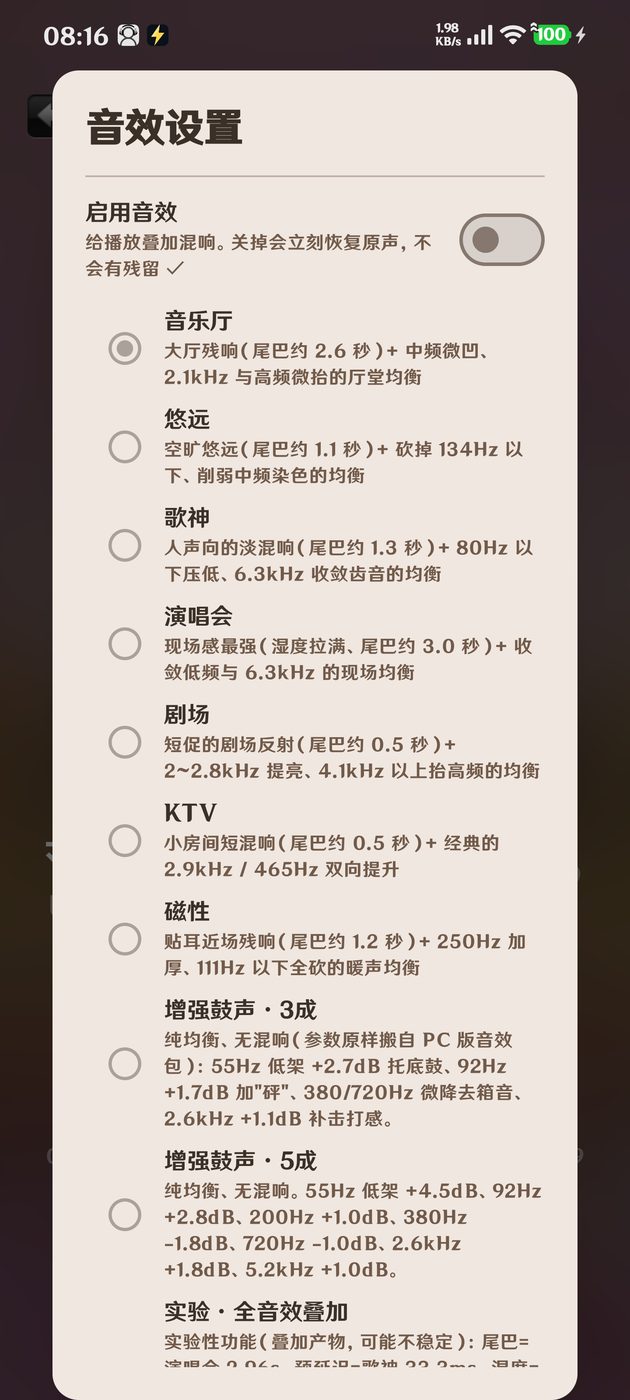 08:16
1.98
KB/s
100
音效设置
启用音效
给播放叠加混响。关掉会立刻恢复原声，不
会有残留 ✓
音乐厅
大厅残响(尾巴约 2.6 秒)+ 中频微凹、
2.1kHz 与高频微抬的厅堂均衡
悠远
空旷悠远(尾巴约 1.1 秒)+ 砍掉 134Hz 以
下、削弱中频染色的均衡
歌神
人声向的淡混响(尾巴约 1.3 秒)+ 80Hz 以
下压低、6.3kHz 收敛齿音的均衡
演唱会
现场感最强(湿度拉满、尾巴约 3.0 秒)+ 收
敛低频与 6.3kHz 的现场均衡
剧场
短促的剧场反射(尾巴约 0.5 秒)+
2~2.8kHz 提亮、4.1kHz 以上抬高频的均衡
KTV
小房间短混响(尾巴约 0.5 秒)+ 经典的
2.9kHz / 465Hz 双向提升
磁性
贴耳近场残响(尾巴约 1.2 秒)+ 250Hz 加
厚、111Hz 以下全砍的暖声均衡
增强鼓声 · 3成
纯均衡、无混响(参数原样搬自 PC 版音效
包)：55Hz 低架 +2.7dB 托底鼓、92Hz
+1.7dB 加"砰"、380/720Hz 微降去箱音、
2.6kHz +1.1dB 补击打感。
增强鼓声 · 5成
纯均衡、无混响。55Hz 低架 +4.5dB、92Hz
+2.8dB、200Hz +1.0dB、380Hz
-1.8dB、720Hz -1.0dB、2.6kHz
+1.8dB、5.2kHz +1.0dB。
实验 · 全音效叠加
实验性功能(叠加产物，可能不稳定)：尾巴=
演唱会 2.96s、预延迟=歌神 33.3ms、湿度=